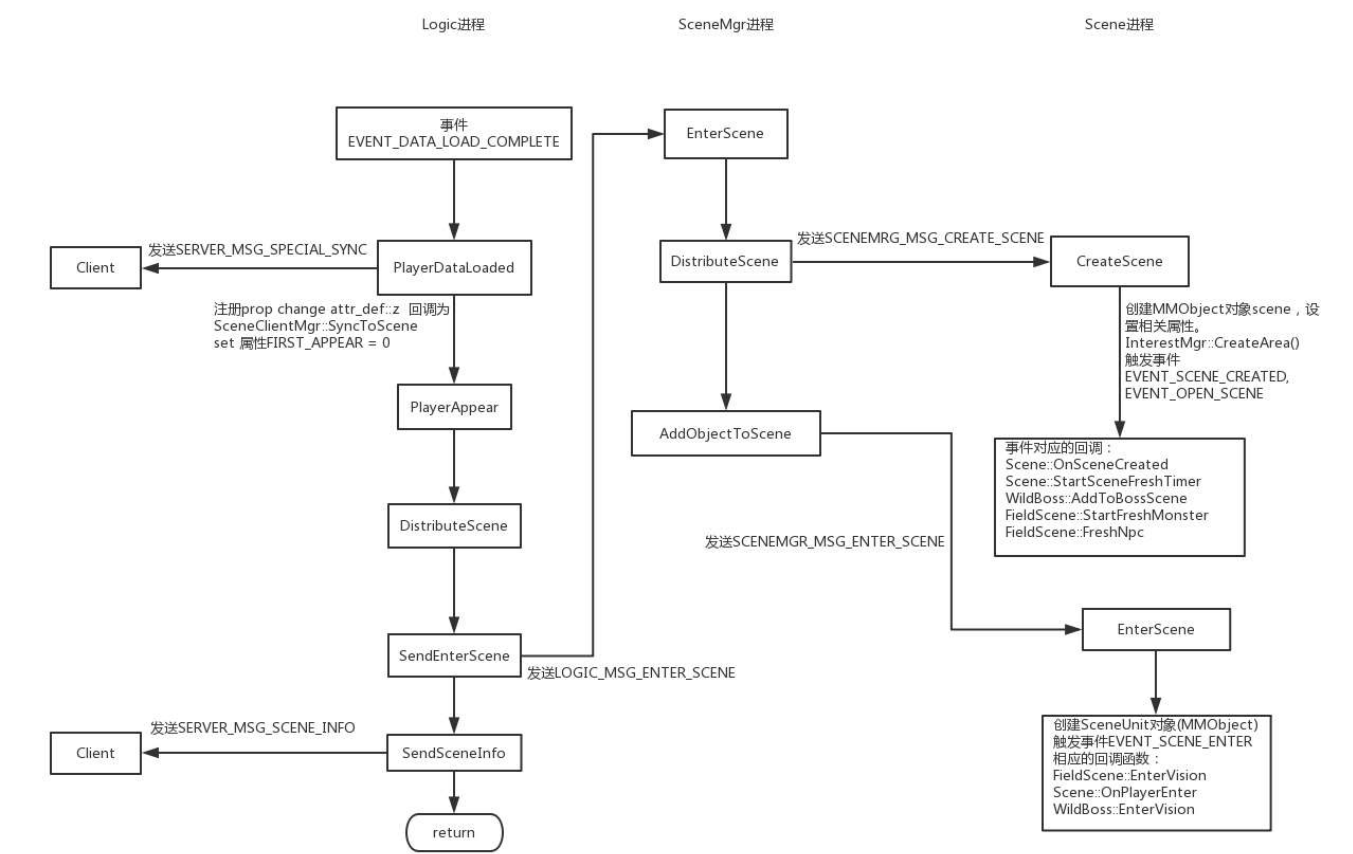 Logic进程
SceneMgr进程
Scene进程
事件
EVENT_DATA_LOAD_COMPLETE
EnterScene
发送SERVER_MSG_SPECIAL_SYNC
Client
PlayerDataLoaded
注册prop change attr_def::z 回调为
SceneClientMgr::SyncToScene
set 属性FIRST_APPEAR = 0
PlayerAppear
DistributeScene
SendEnterScene
发送LOGIC_MSG_ENTER_SCENE
发送SERVER_MSG_SCENE_INFO
Client
SendSceneInfo
return
DistributeScene
发送SCENEMRG_MSG_CREATE_SCENE
CreateScene
创建MMObject对象scene，设
置相关属性。
InterestMgr::CreateArea()
触发事件
EVENT_SCENE_CREATED,
EVENT_OPEN_SCENE
AddObjectToScene
事件对应的回调：
Scene::OnSceneCreated
Scene::StartSceneFreshTimer
WildBoss::AddToBossScene
FieldScene::StartFreshMonster
FieldScene::FreshNpc
发送SCENEMGR_MSG_ENTER_SCENE
EnterScene
创建SceneUnit对象(MMObject)
触发事件EVENT_SCENE_ENTER
相应的回调函数：
FieldScene::EnterVision
Scene::OnPlayerEnter
WildBoss::EnterVision